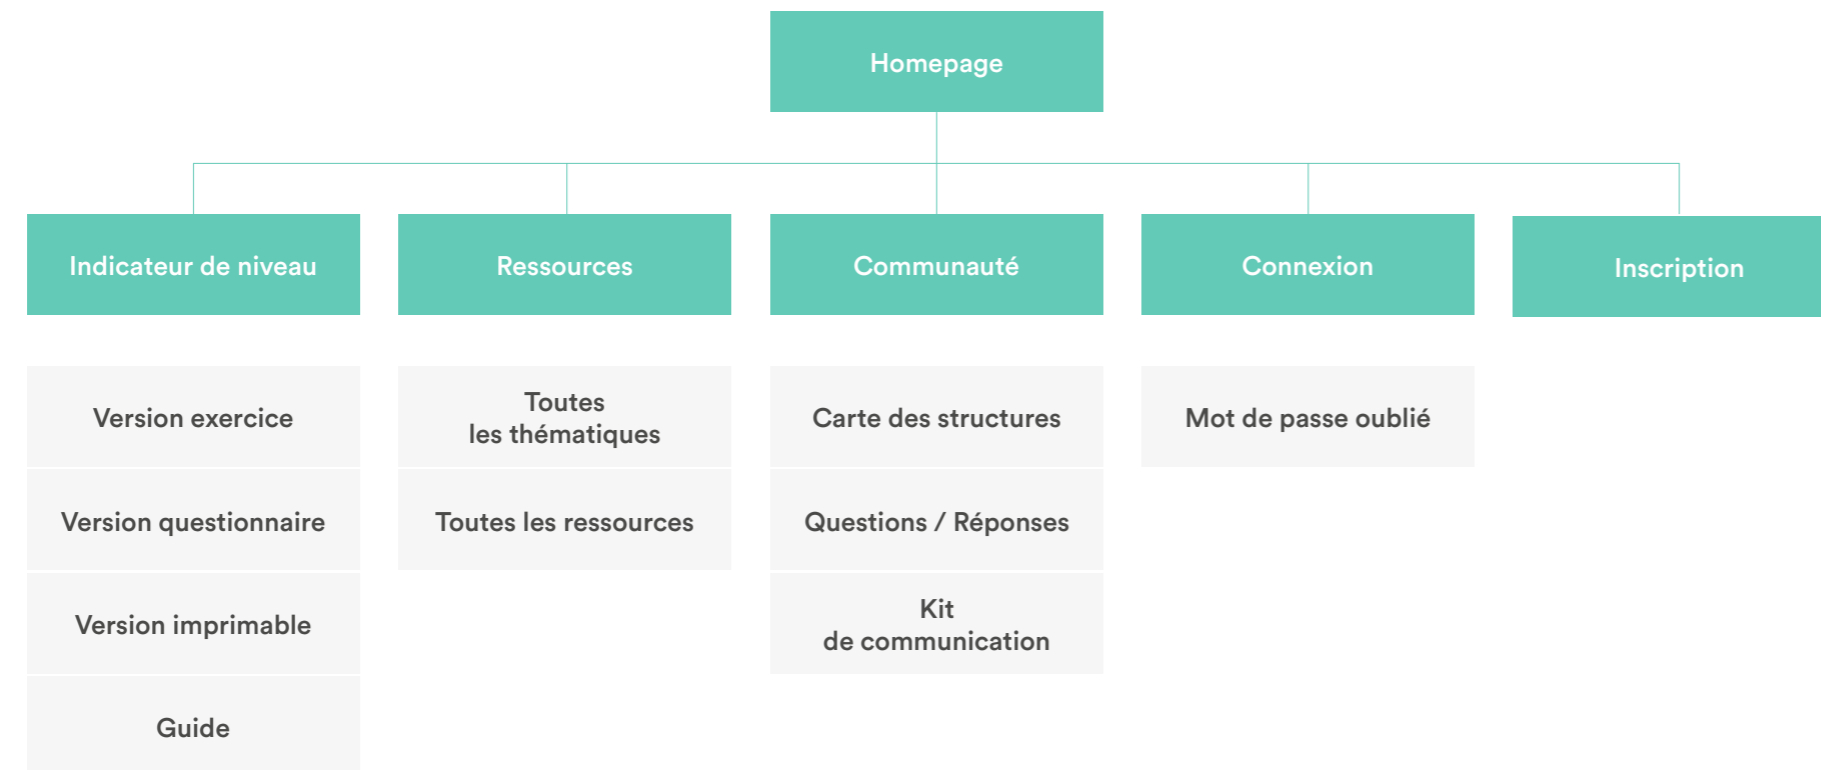 Homepage
Indicateur de niveau
Ressources
Communauté
Connexion
Inscription
Version exercice
Toutes
les thématiques
Carte des structures
Mot de passe oublié
Version questionnaire
Toutes les ressources
Questions / Réponses
Version imprimable
Kit
de communication
Guide